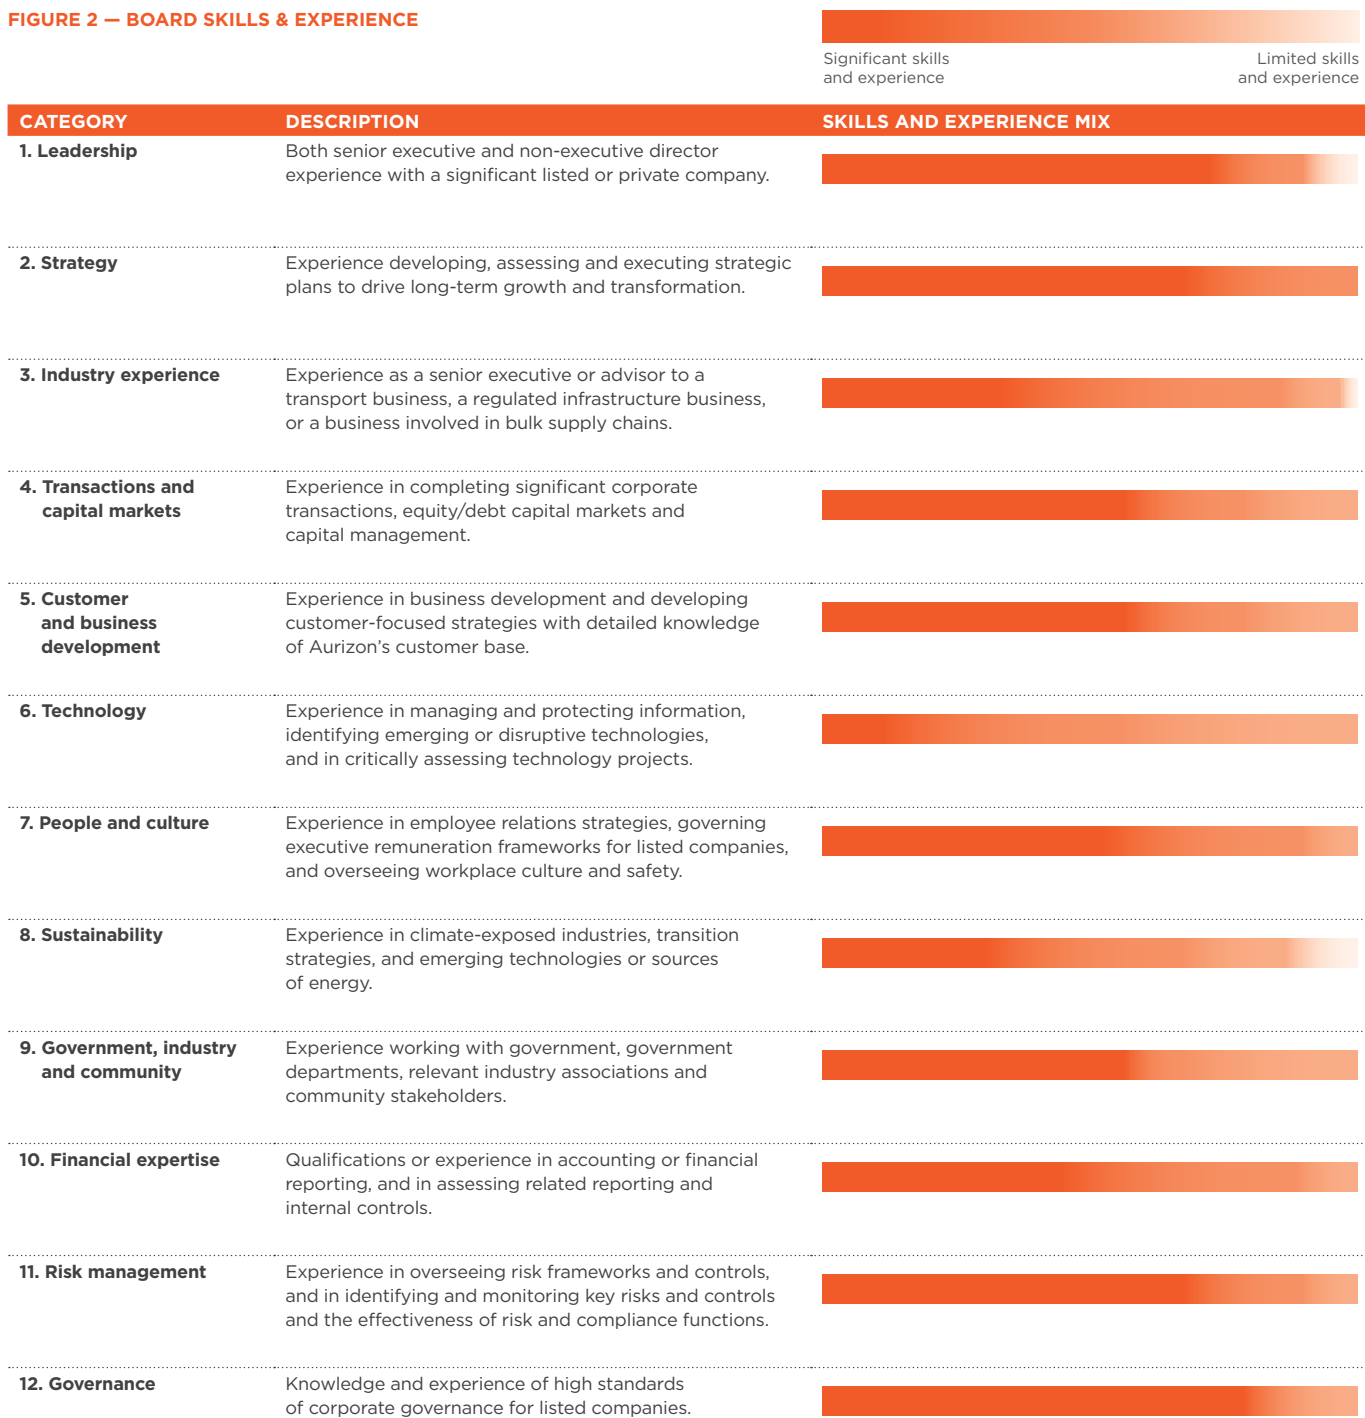 FIGURE 2 — BOARD SKILLS & EXPERIENCE
Significant skills
and experience
Limited skills
and experience
CATEGORY DESCRIPTION SKILLS AND EXPERIENCE MIX
1. Leadership
Both senior executive and non-executive director
experience with a significant listed or private company.
2. Strategy
Experience developing, assessing and executing strategic
plans to drive long-term growth and transformation.
3. Industry experience
Experience as a senior executive or advisor to a
transport business, a regulated infrastructure business,
or a business involved in bulk supply chains.
4. Transactions and
capital markets
Experience in completing significant corporate
transactions, equity/debt capital markets and
capital management.
5. Customer
and business
development
Experience in business development and developing
customer-focused strategies with detailed knowledge
of Aurizon’s customer base.
6. Technology
Experience in managing and protecting information,
identifying emerging or disruptive technologies,
and in critically assessing technology projects.
7. People and culture
Experience in employee relations strategies, governing
executive remuneration frameworks for listed companies,
and overseeing workplace culture and safety.
8. Sustainability
Experience in climate-exposed industries, transition
strategies, and emerging technologies or sources
of energy.
9. Government, industry
and community
Experience working with government, government
departments, relevant industry associations and
community stakeholders.
10. Financial expertise
Qualifications or experience in accounting or financial
reporting, and in assessing related reporting and
internal controls.
11. Risk management
Experience in overseeing risk frameworks and controls,
and in identifying and monitoring key risks and controls
and the effectiveness of risk and compliance functions.
12. Governance
Knowledge and experience of high standards
of corporate governance for listed companies.